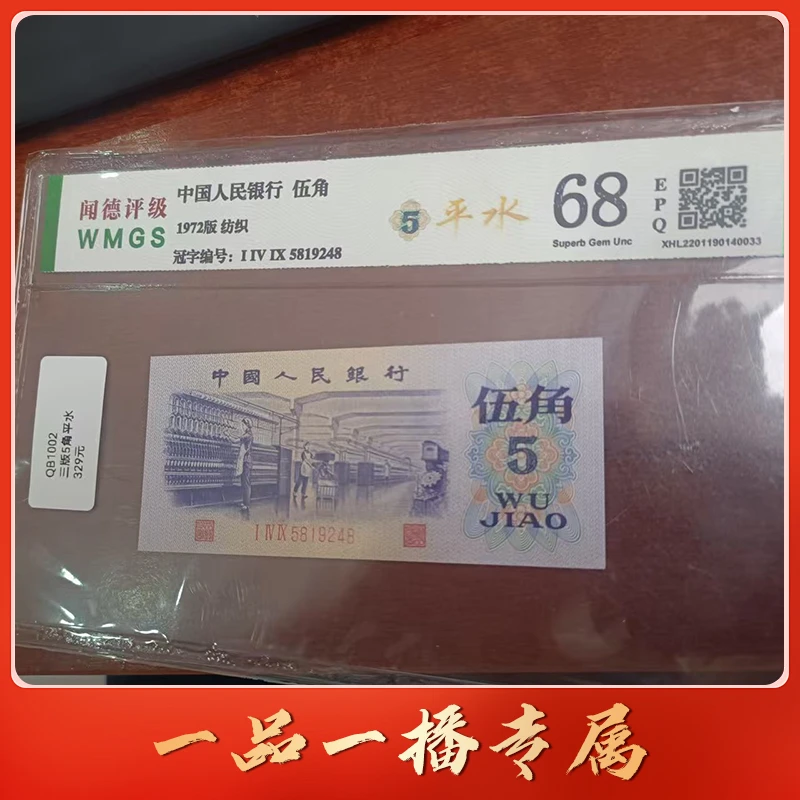 闻德评级
WMGS
中国人民银行 伍角
1972版 纺织
冠字编号：I IV IX 5819248
5 平水
68
Superb Gem Unc
EPQ
XHL2201190140033
QB1002
三版5角平水
329元
中國人民銀行
伍角
5
WU
JIAO
I IV IX 5819248
一品一播专属